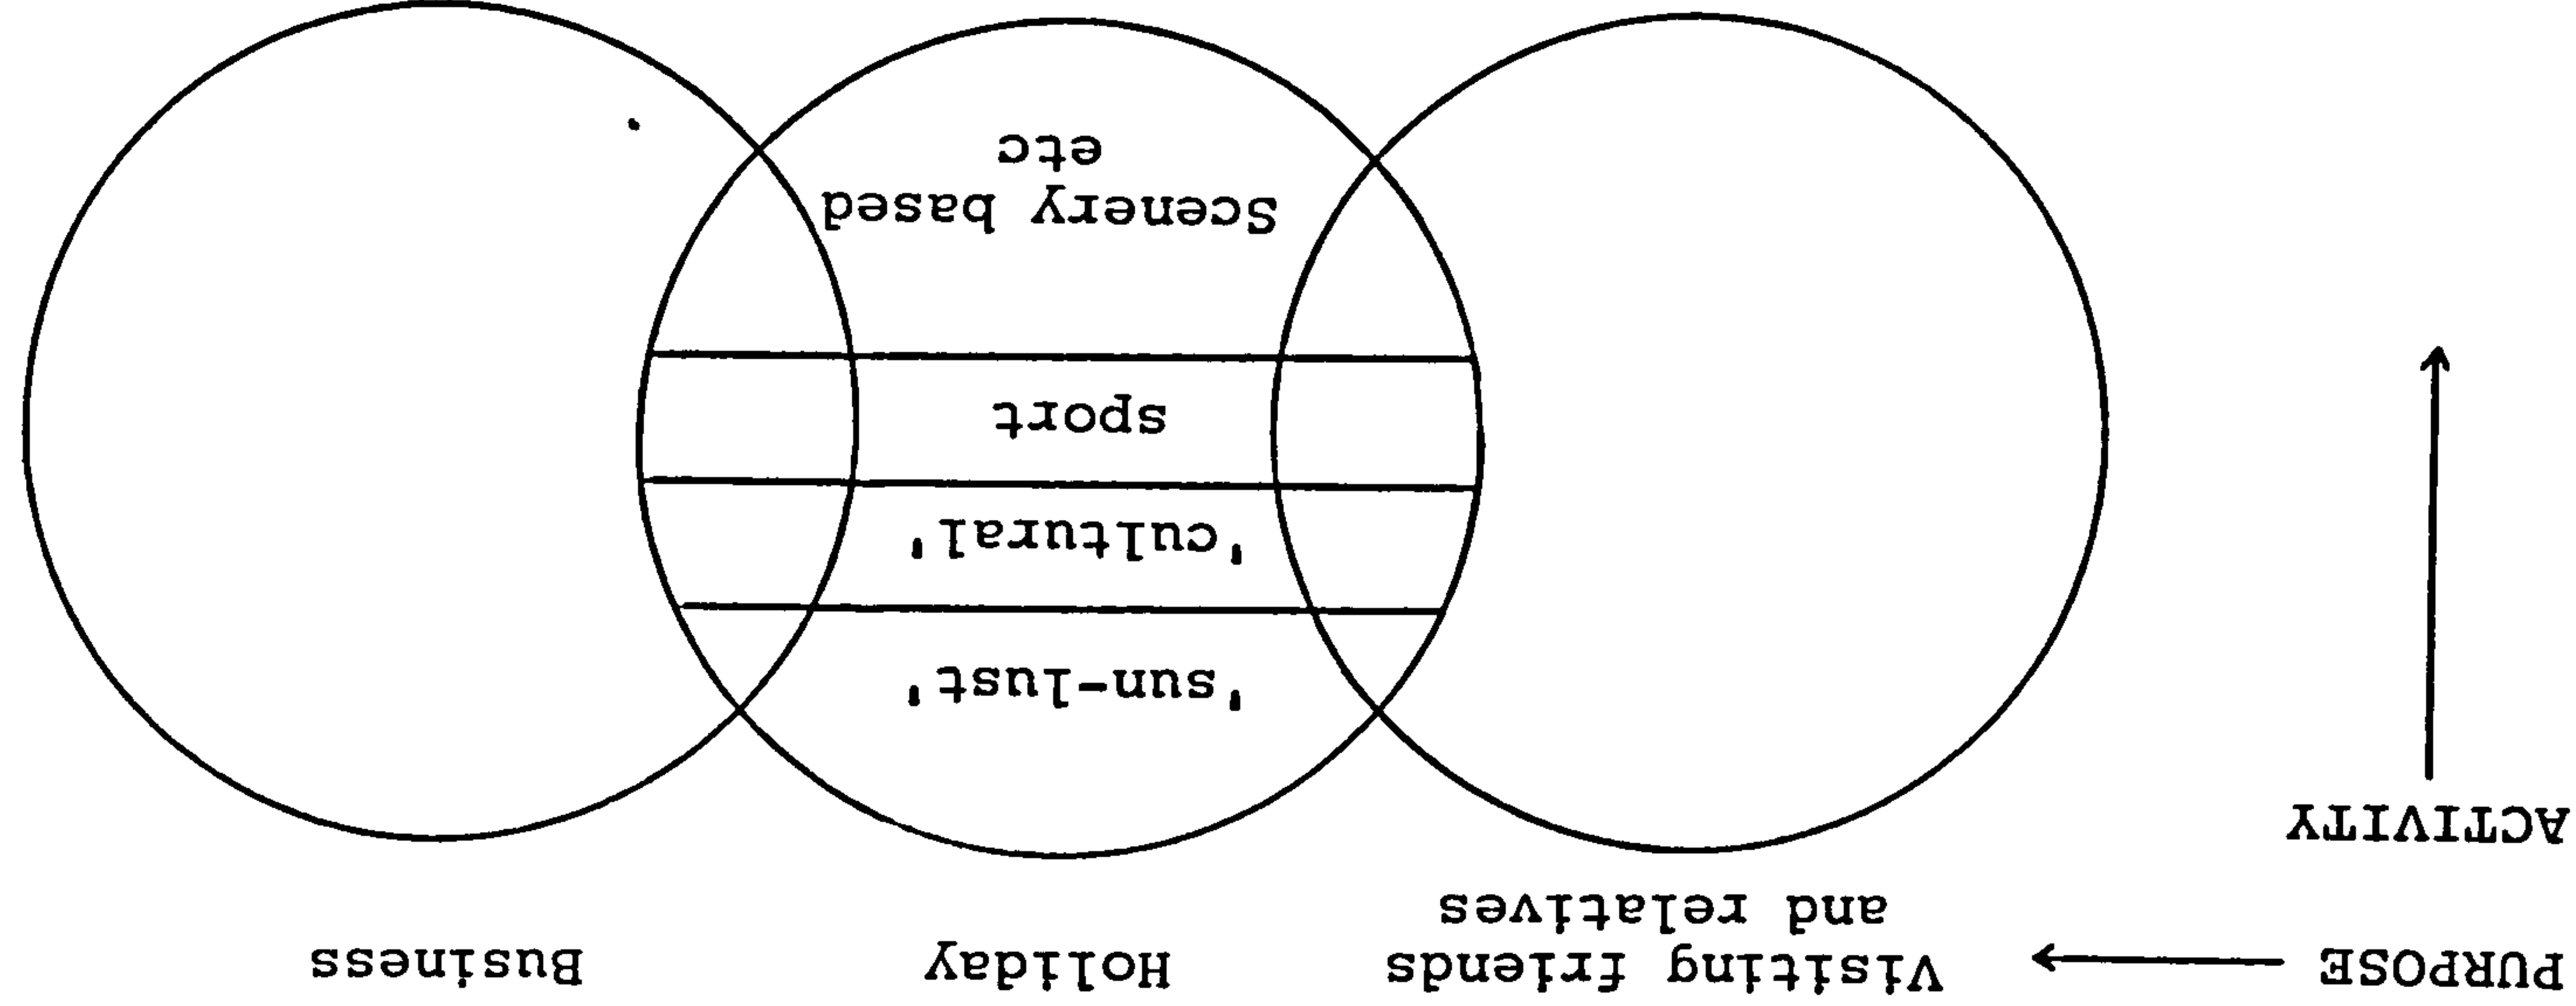 PURPOSE
Visiting friends
and relatives
Holiday
Business
ACTIVITY
'sun-lust'
'cultural'
sport
Scenery based
etc